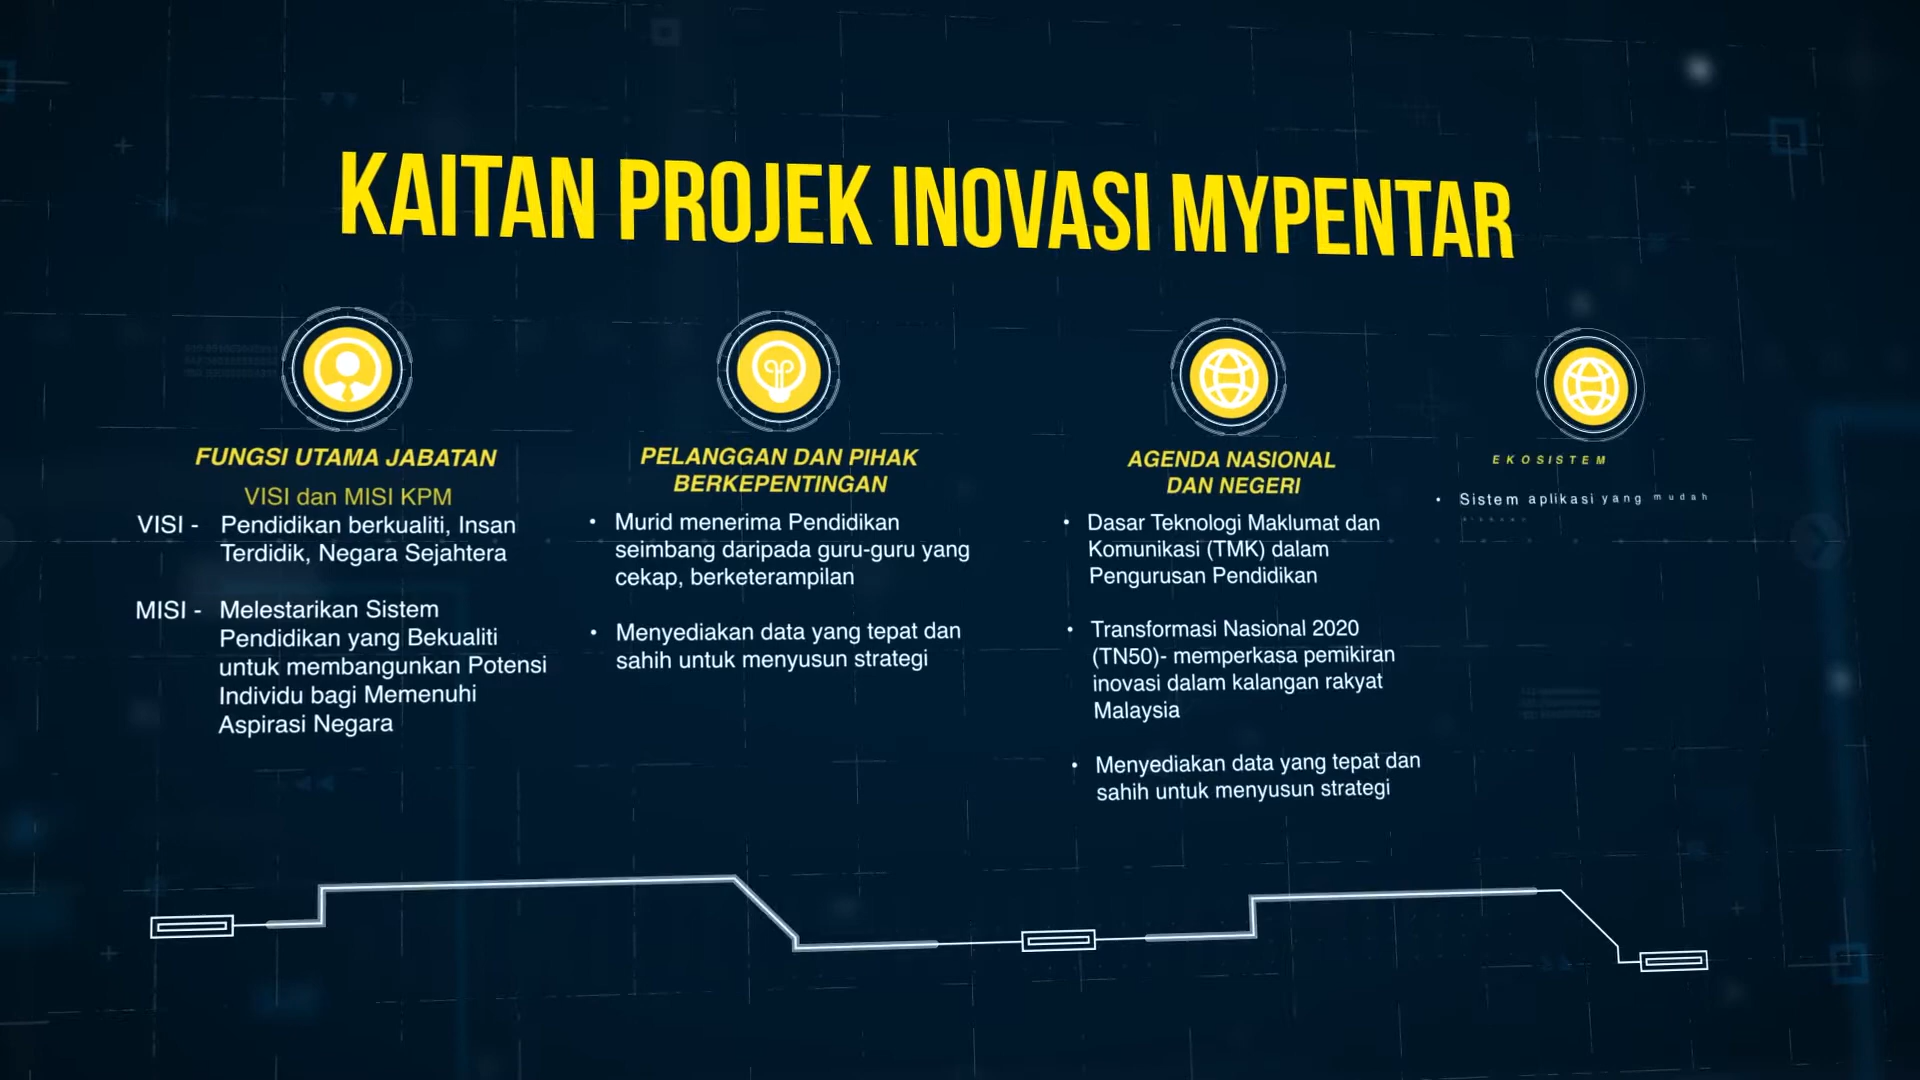 KAITAN PROJEK INOVASI MYPENTAR
FUNGSI UTAMA JABATAN
VISI dan MISI KPM
VISI - Pendidikan berkualiti, Insan
Terdidik, Negara Sejahtera
MISI - Melestarikan Sistem
Pendidikan yang Bekualiti
untuk membangunkan Potensi
Individu bagi Memenuhi
Aspirasi Negara
PELANGGAN DAN PIHAK
BERKEPENTINGAN
• Murid menerima Pendidikan
seimbang daripada guru-guru yang
cekap, berketerampilan
• Menyediakan data yang tepat dan
sahih untuk menyusun strategi
AGENDA NASIONAL
DAN NEGERI
• Dasar Teknologi Maklumat dan
Komunikasi (TMK) dalam
Pengurusan Pendidikan
• Transformasi Nasional 2020
(TN50)- memperkasa pemikiran
inovasi dalam kalangan rakyat
Malaysia
• Menyediakan data yang tepat dan
sahih untuk menyusun strategi
EKOSISTEM
• Sistem aplikasi yang mudah